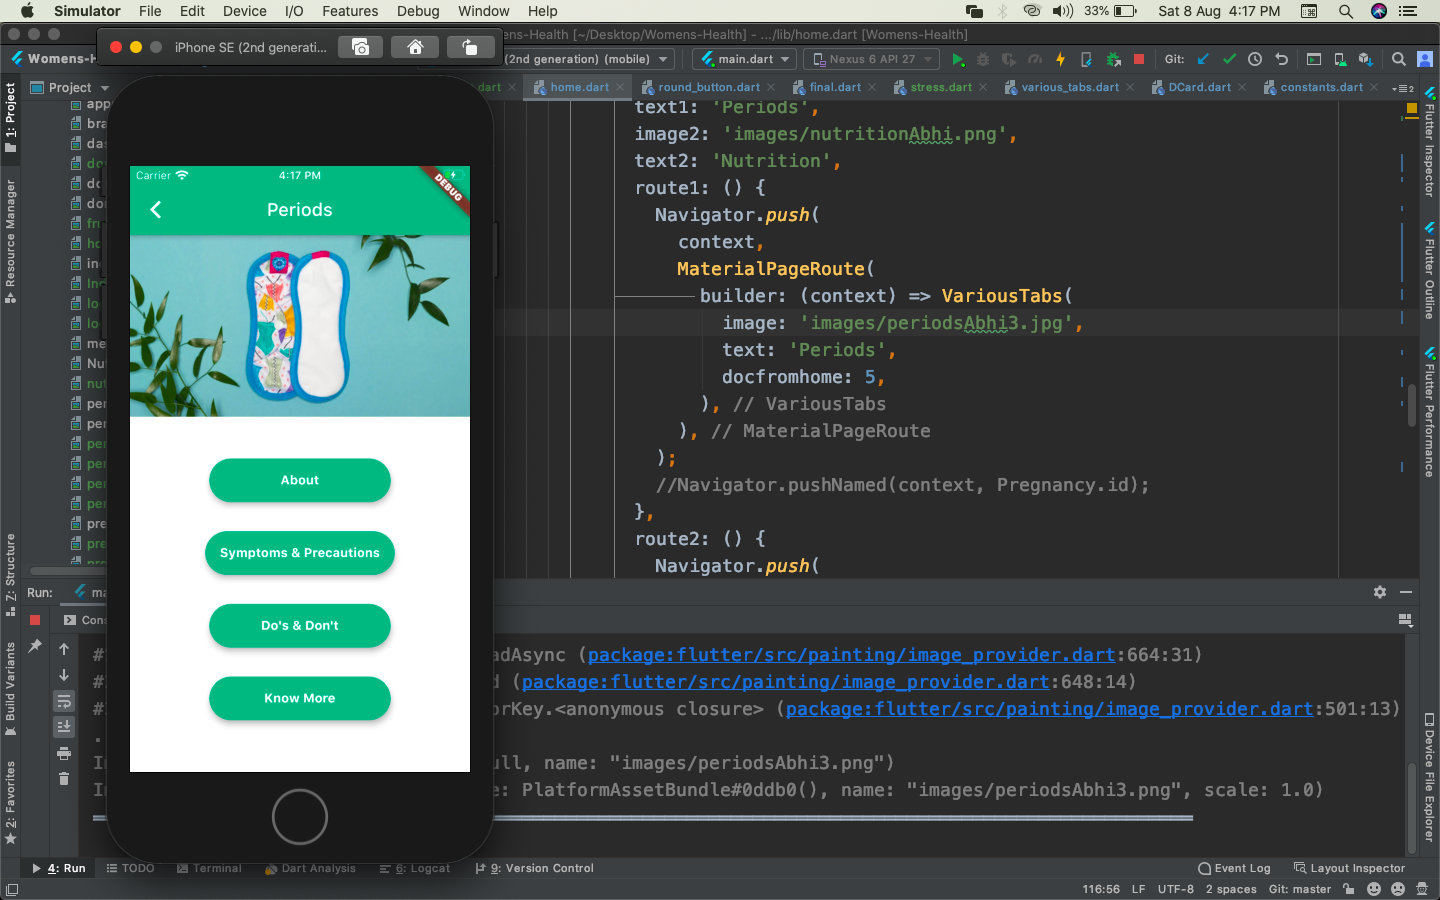 Simulator File Edit Device I/O Features Debug Window Help 33% Sat 8 Aug 4:17 PM
mens-Health [~/Desktop/Womens-Health] - .../lib/home.dart [Womens-Health]
iPhone SE (2nd generati...
Womens-H
(2nd generation) (mobile) main.dart Nexus 6 API 27 Git:
Project
dart home.dart round_button.dart final.dart stress.dart various_tabs.dart DCard.dart constants.dart 2
1: Project
Resource Manager
Z: Structure
Build Variants
2: Favorites
app
bra
das
do
doi
fru
ho
ind
Ind
lo
lo
me
Nu
nut
per
per
per
per
per
per
pre
pre
Carrier 4:17 PM
DEBUG
Periods
About
Symptoms & Precautions
Do's & Don't
Know More
text1: 'Periods',
image2: 'images/nutritionAbhi.png',
text2: 'Nutrition',
route1: () {
Navigator.push(
context,
MaterialPageRoute(
builder: (context) => VariousTabs(
image: 'images/periodsAbhi3.jpg',
text: 'Periods',
docfromhome: 5,
), // VariousTabs
), // MaterialPageRoute
);
//Navigator.pushNamed(context, Pregnancy.id);
},
route2: () {
Navigator.push(
Flutter Inspector
Flutter Outline
Flutter Performance
Device File Explorer
Run: ma
Cons
# adAsync (package:flutter/src/painting/image_provider.dart:664:31)
# d (package:flutter/src/painting/image_provider.dart:648:14)
# orKey.<anonymous closure> (package:flutter/src/painting/image_provider.dart:501:13)
.
I ull, name: "images/periodsAbhi3.png")
I e: PlatformAssetBundle#0ddb0(), name: "images/periodsAbhi3.png", scale: 1.0)
4: Run TODO Terminal Dart Analysis 6: Logcat 9: Version Control Event Log Layout Inspector
116:56 LF UTF-8 2 spaces Git: master